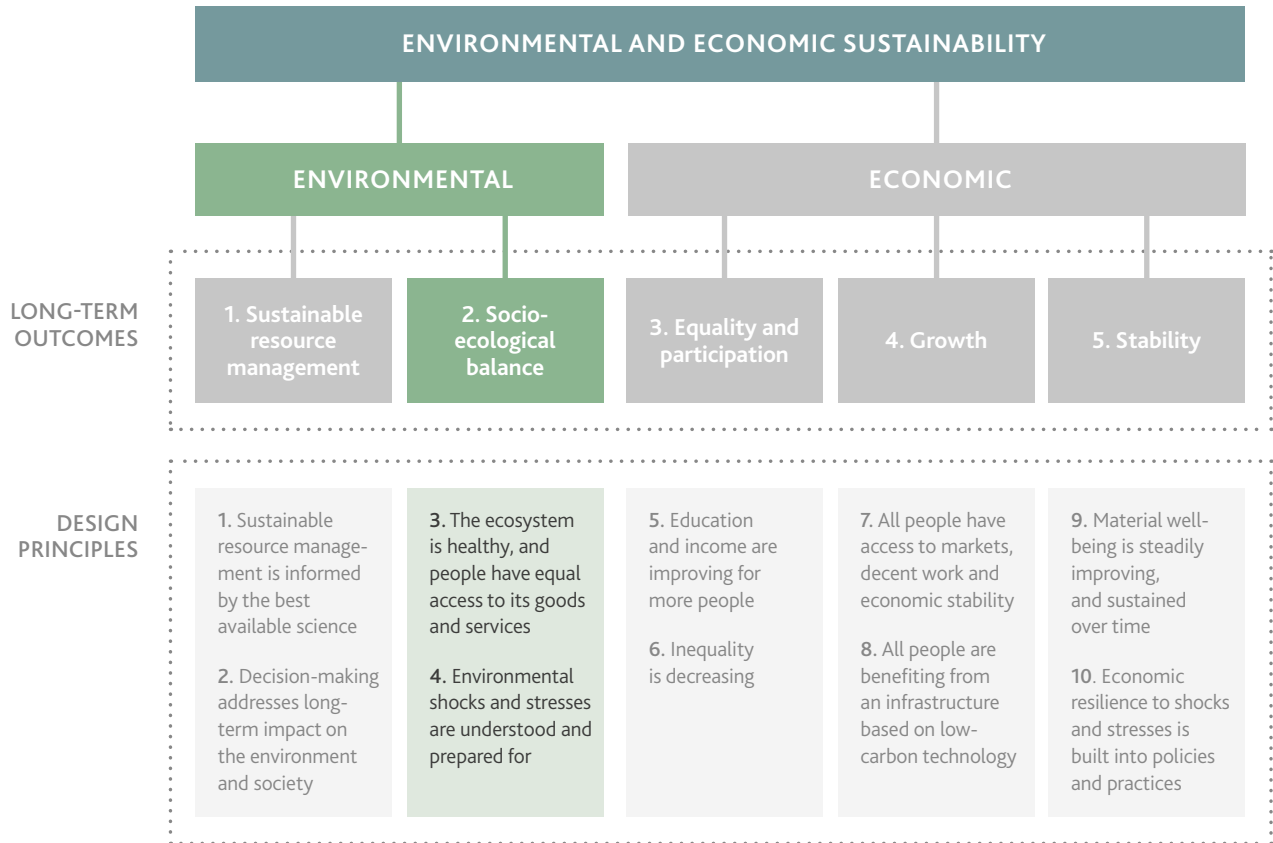 ENVIRONMENTAL AND ECONOMIC SUSTAINABILITY
ENVIRONMENTAL
ECONOMIC
LONG-TERM
OUTCOMES
1. Sustainable
resource
management
2. Socio-
ecological
balance
3. Equality and
participation
4. Growth
5. Stability
DESIGN
PRINCIPLES
1. Sustainable
resource manage-
ment is informed
by the best
available science
2. Decision-making
addresses long-
term impact on
the environment
and society
3. The ecosystem
is healthy, and
people have equal
access to its goods
and services
4. Environmental
shocks and stresses
are understood and
prepared for
5. Education
and income are
improving for
more people
6. Inequality
is decreasing
7. All people have
access to markets,
decent work and
economic stability
8. All people are
benefiting from
an infrastructure
based on low-
carbon technology
9. Material well-
being is steadily
improving,
and sustained
over time
10. Economic
resilience to shocks
and stresses is
built into policies
and practices